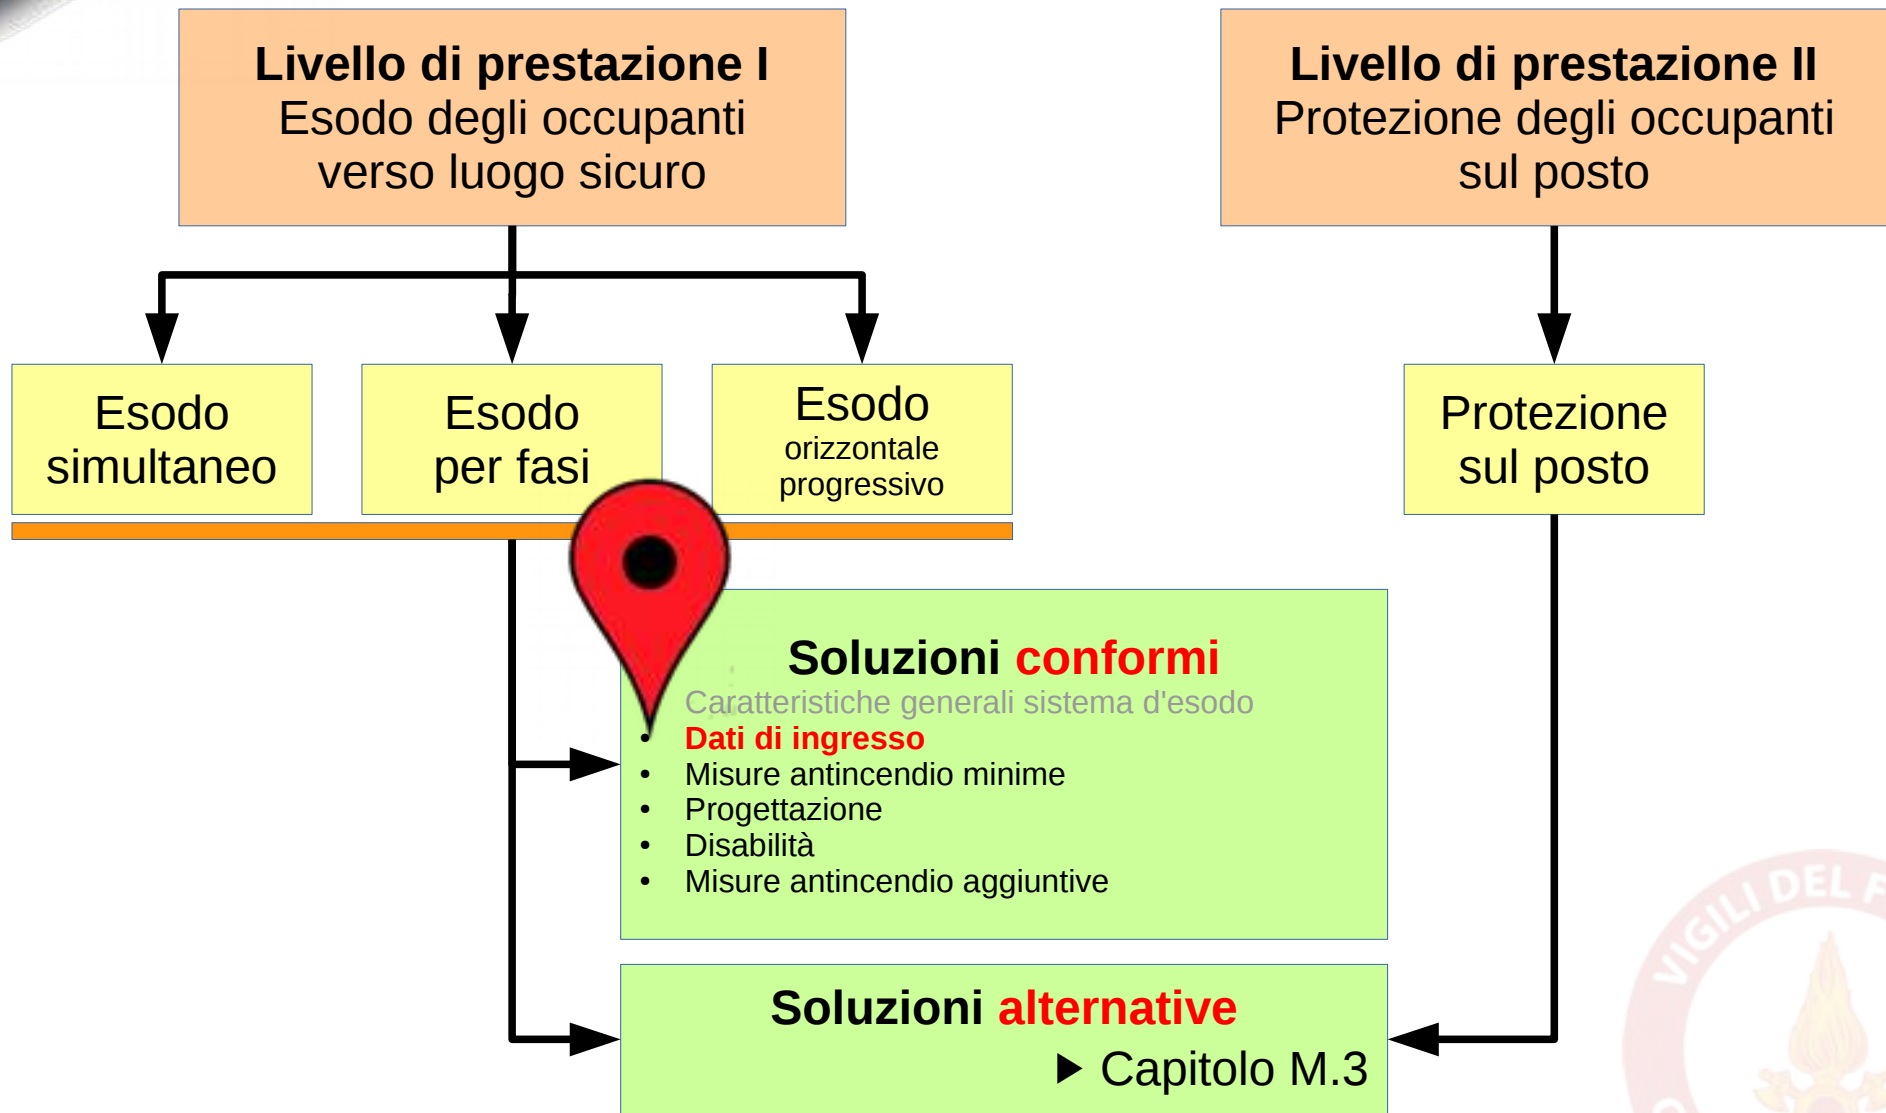 Livello di prestazione I
Esodo degli occupanti
verso luogo sicuro
Livello di prestazione II
Protezione degli occupanti
sul posto
Esodo
simultaneo
Esodo
per fasi
Esodo
orizzontale
progressivo
Protezione
sul posto
Soluzioni conformi
Caratteristiche generali sistema d'esodo
• Dati di ingresso
• Misure antincendio minime
• Progettazione
• Disabilità
• Misure antincendio aggiuntive
Soluzioni alternative
▶ Capitolo M.3
VIGILI DEL F